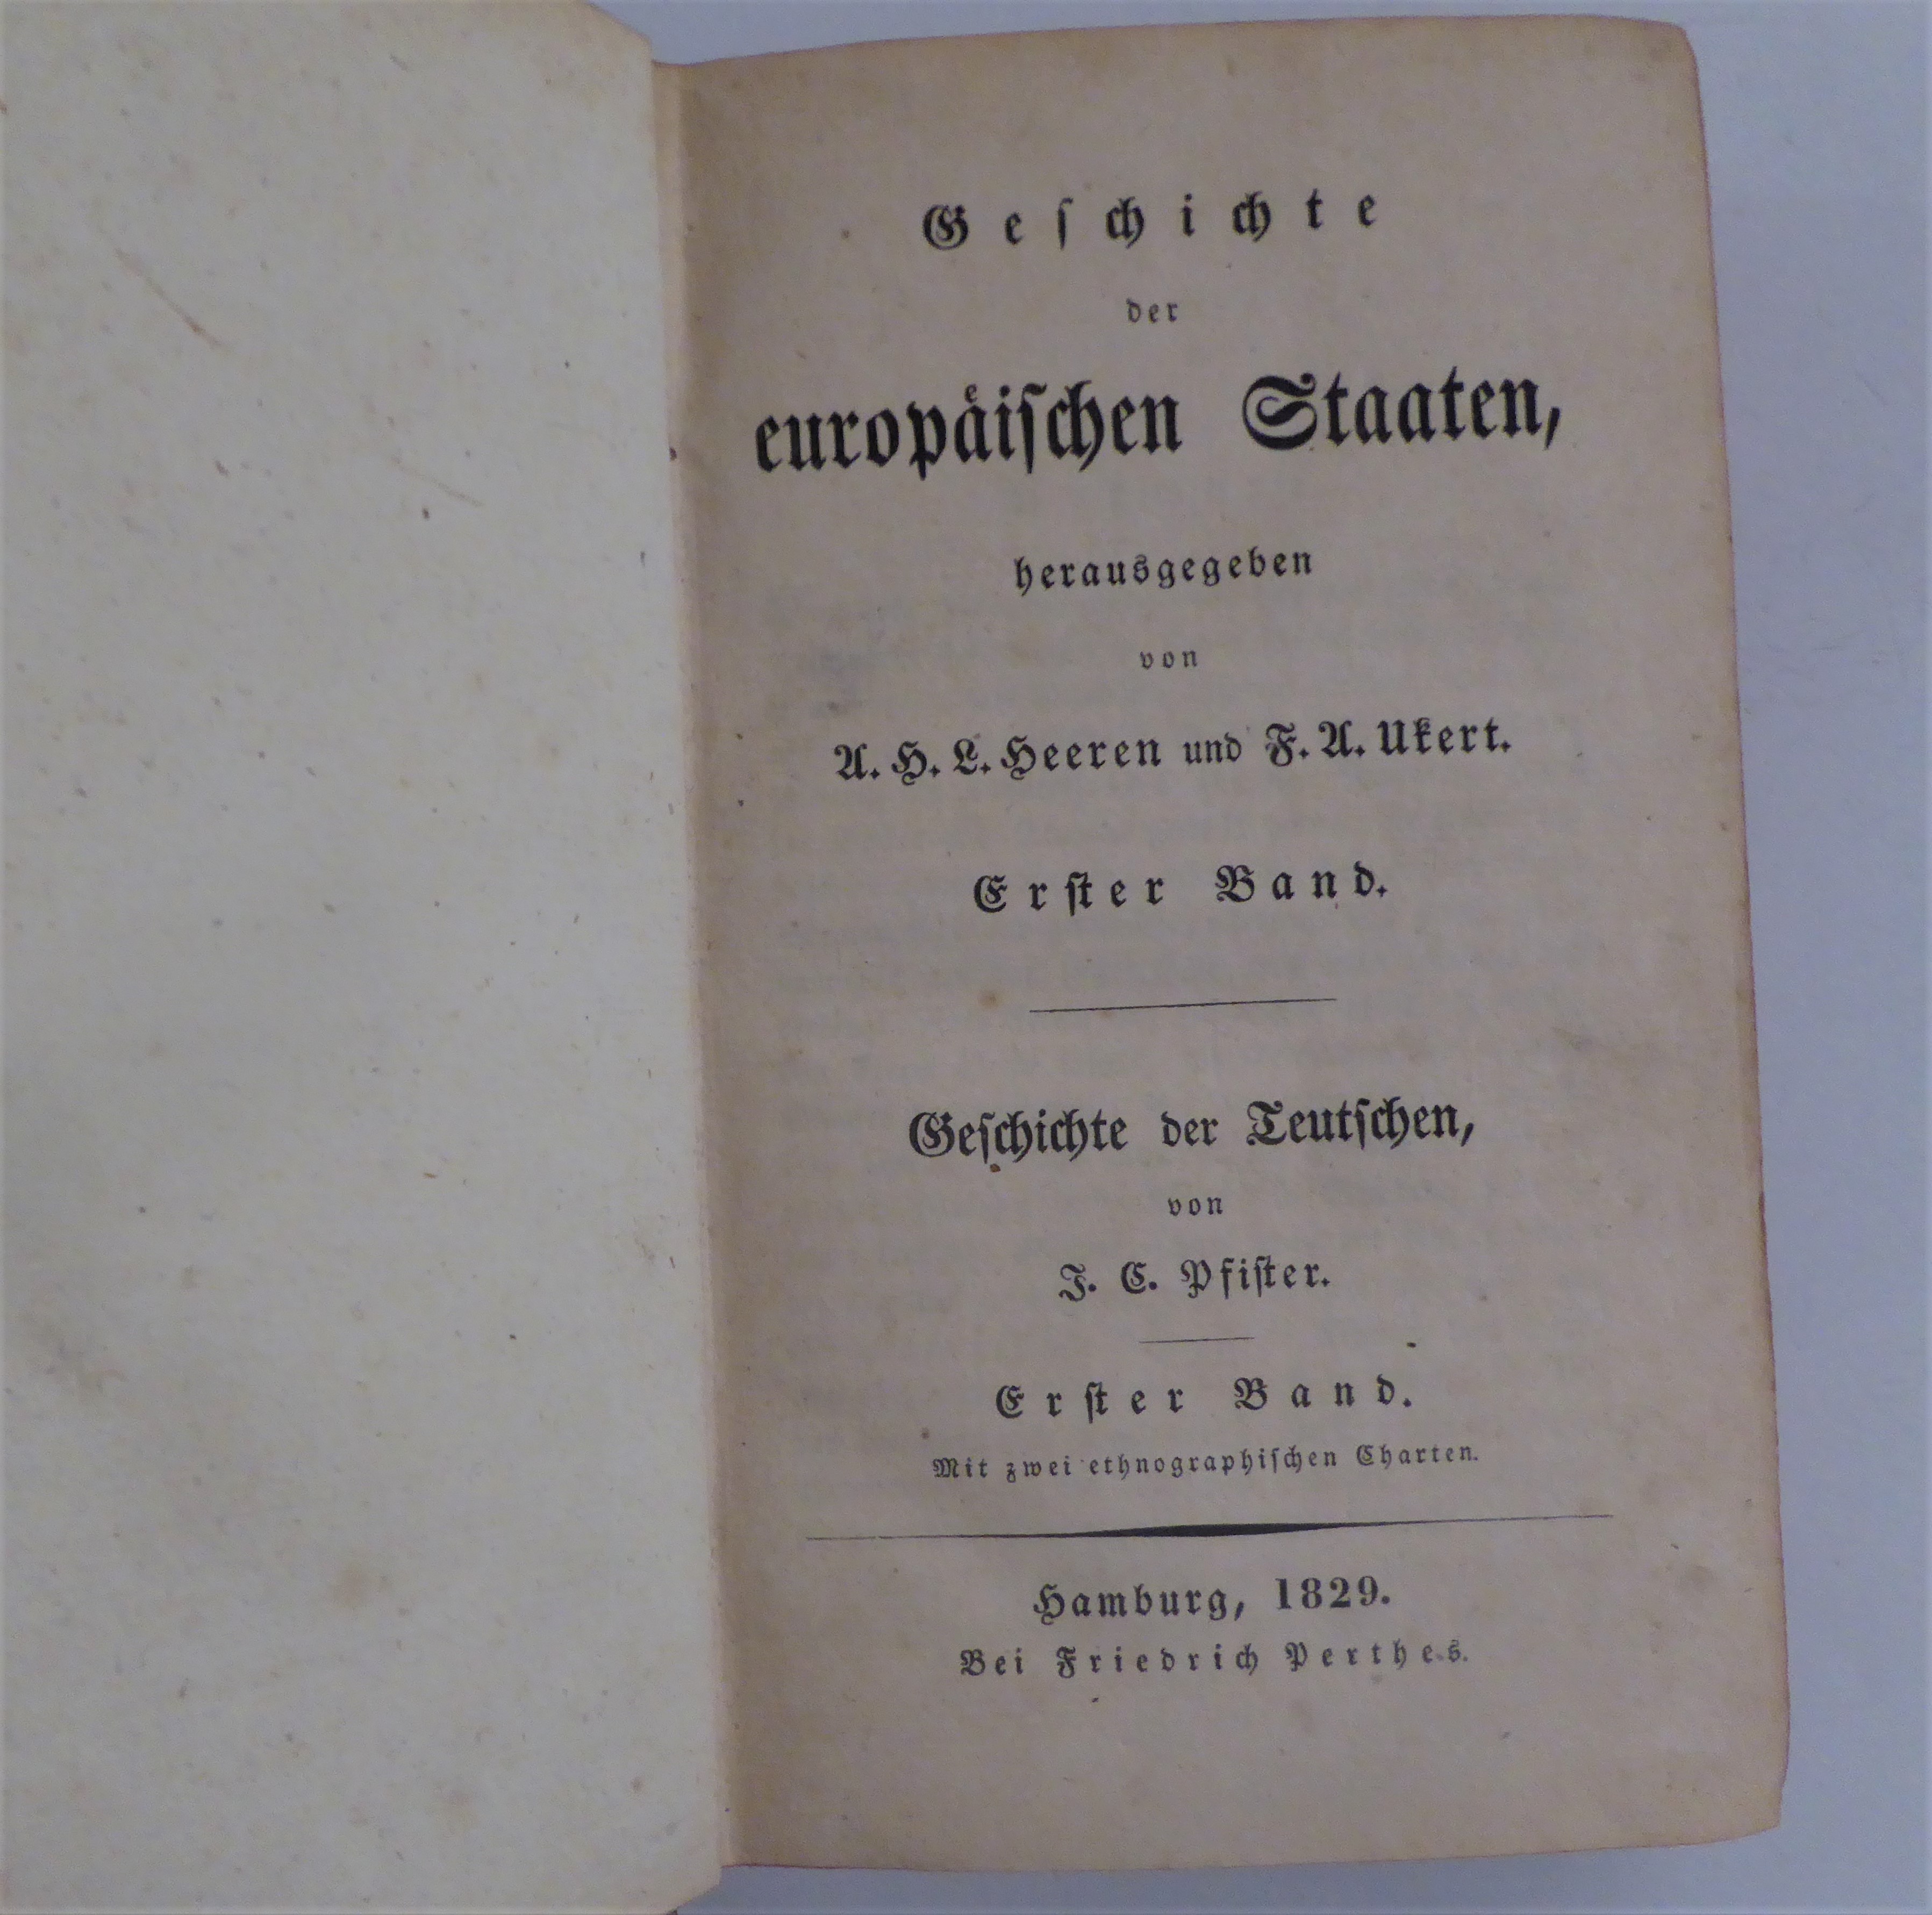 Geſchichte
der
europäiſchen Staaten,
herausgegeben
von
A. H. L. Heeren und F. A. Ukert.
Erſter Band.
Geſchichte der Teutſchen,
von
J. C. Pfiſter.
Erſter Band.
Mit zwei ethnographiſchen Charten.
Hamburg, 1829.
Bei Friedrich Perthes.